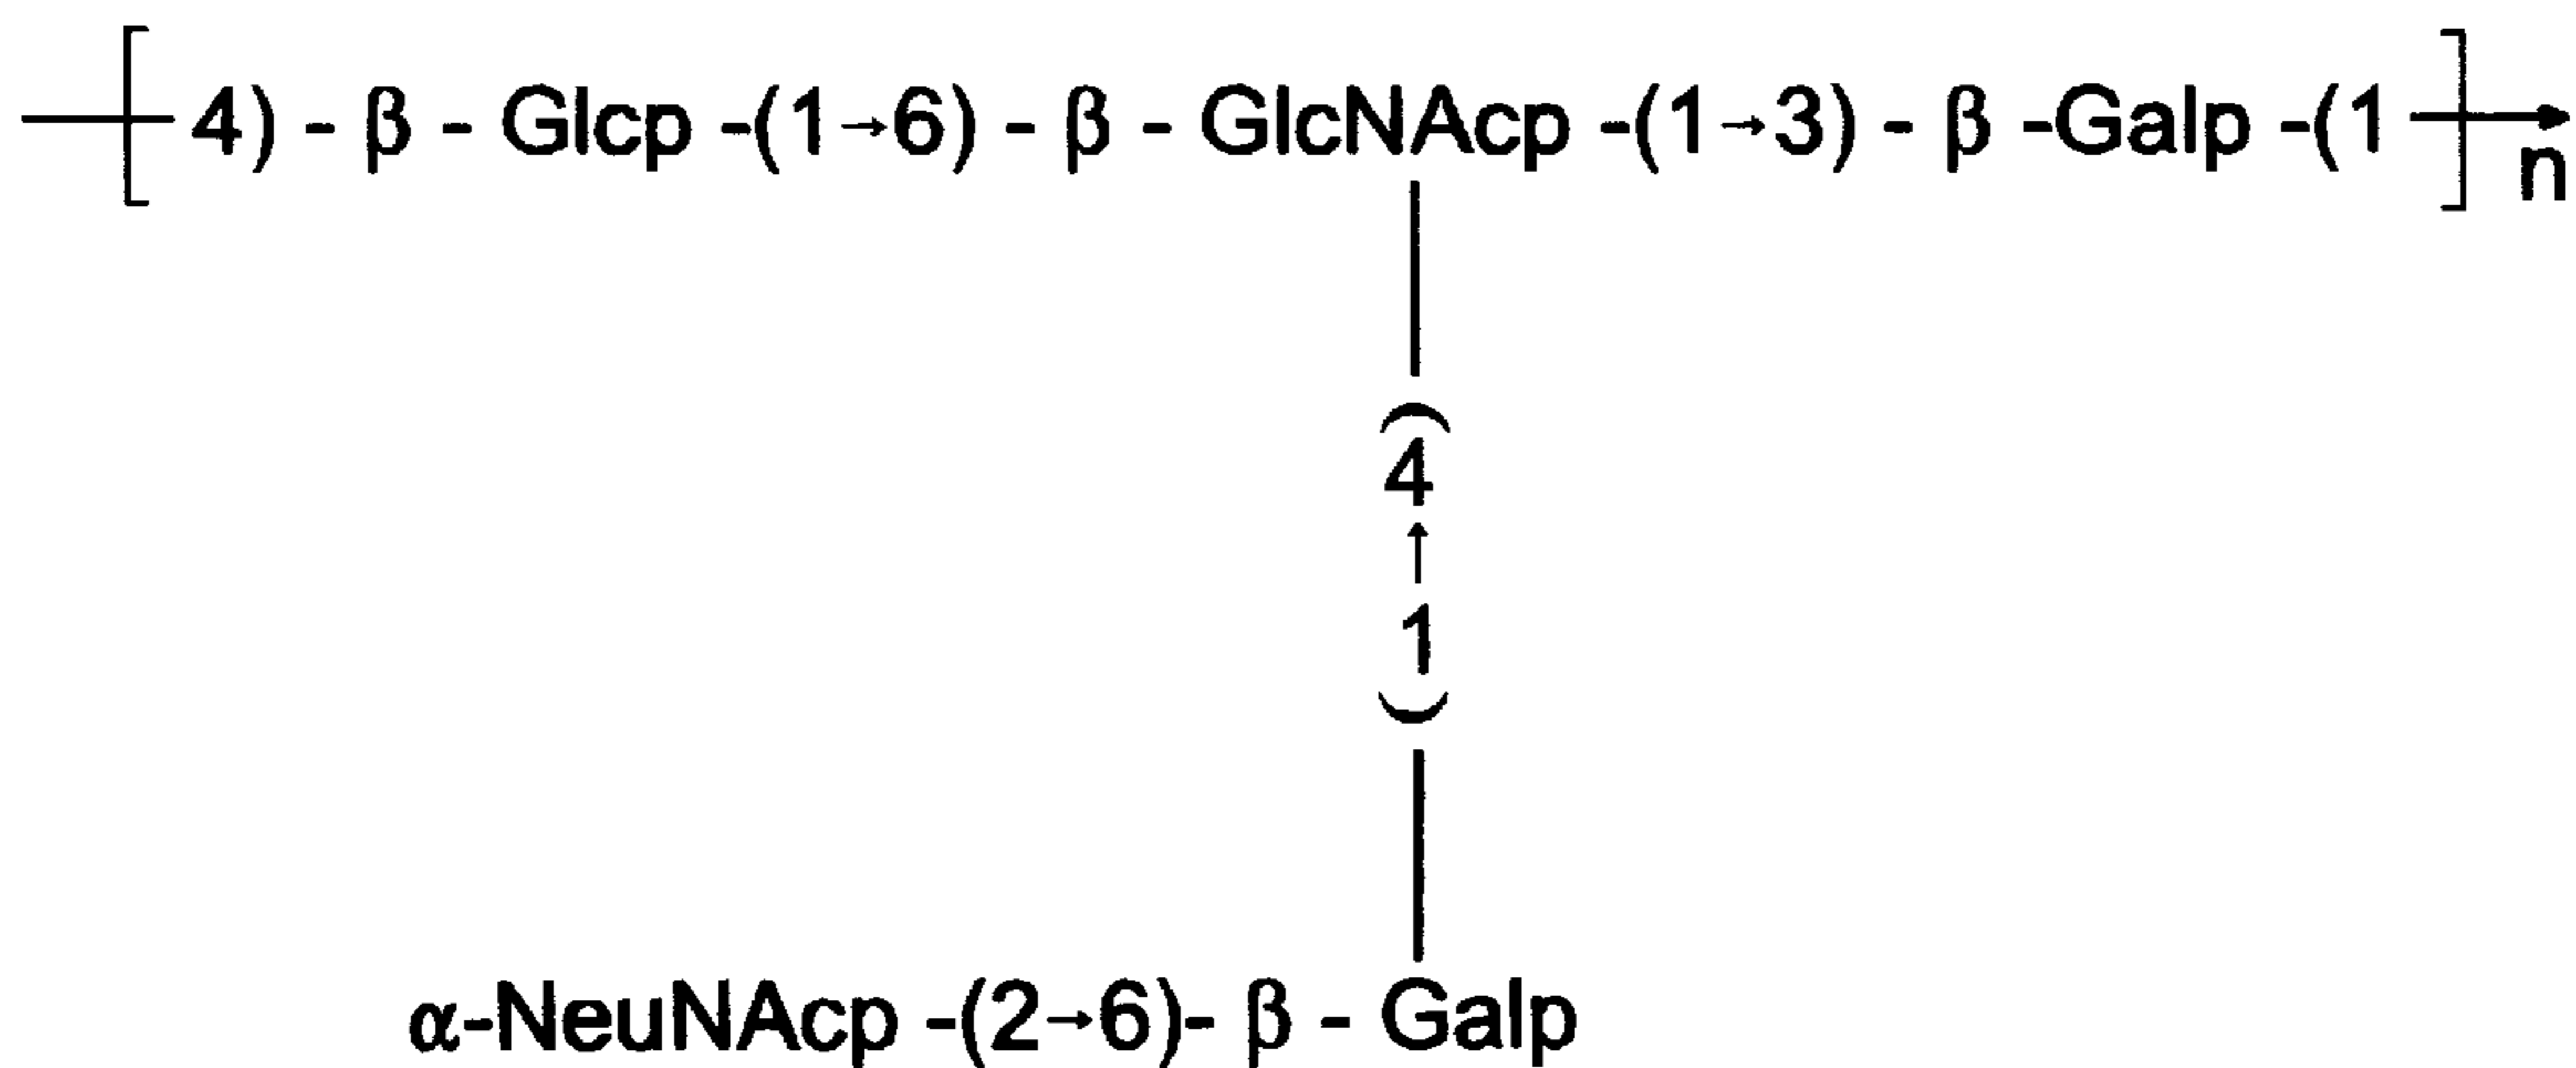 4) - β - Glcp -(1→6) - β - GlcNAcp -(1→3) - β -Galp -(1
n
(
4
↑
1
)
α-NeuNAcp -(2→6)- β - Galp